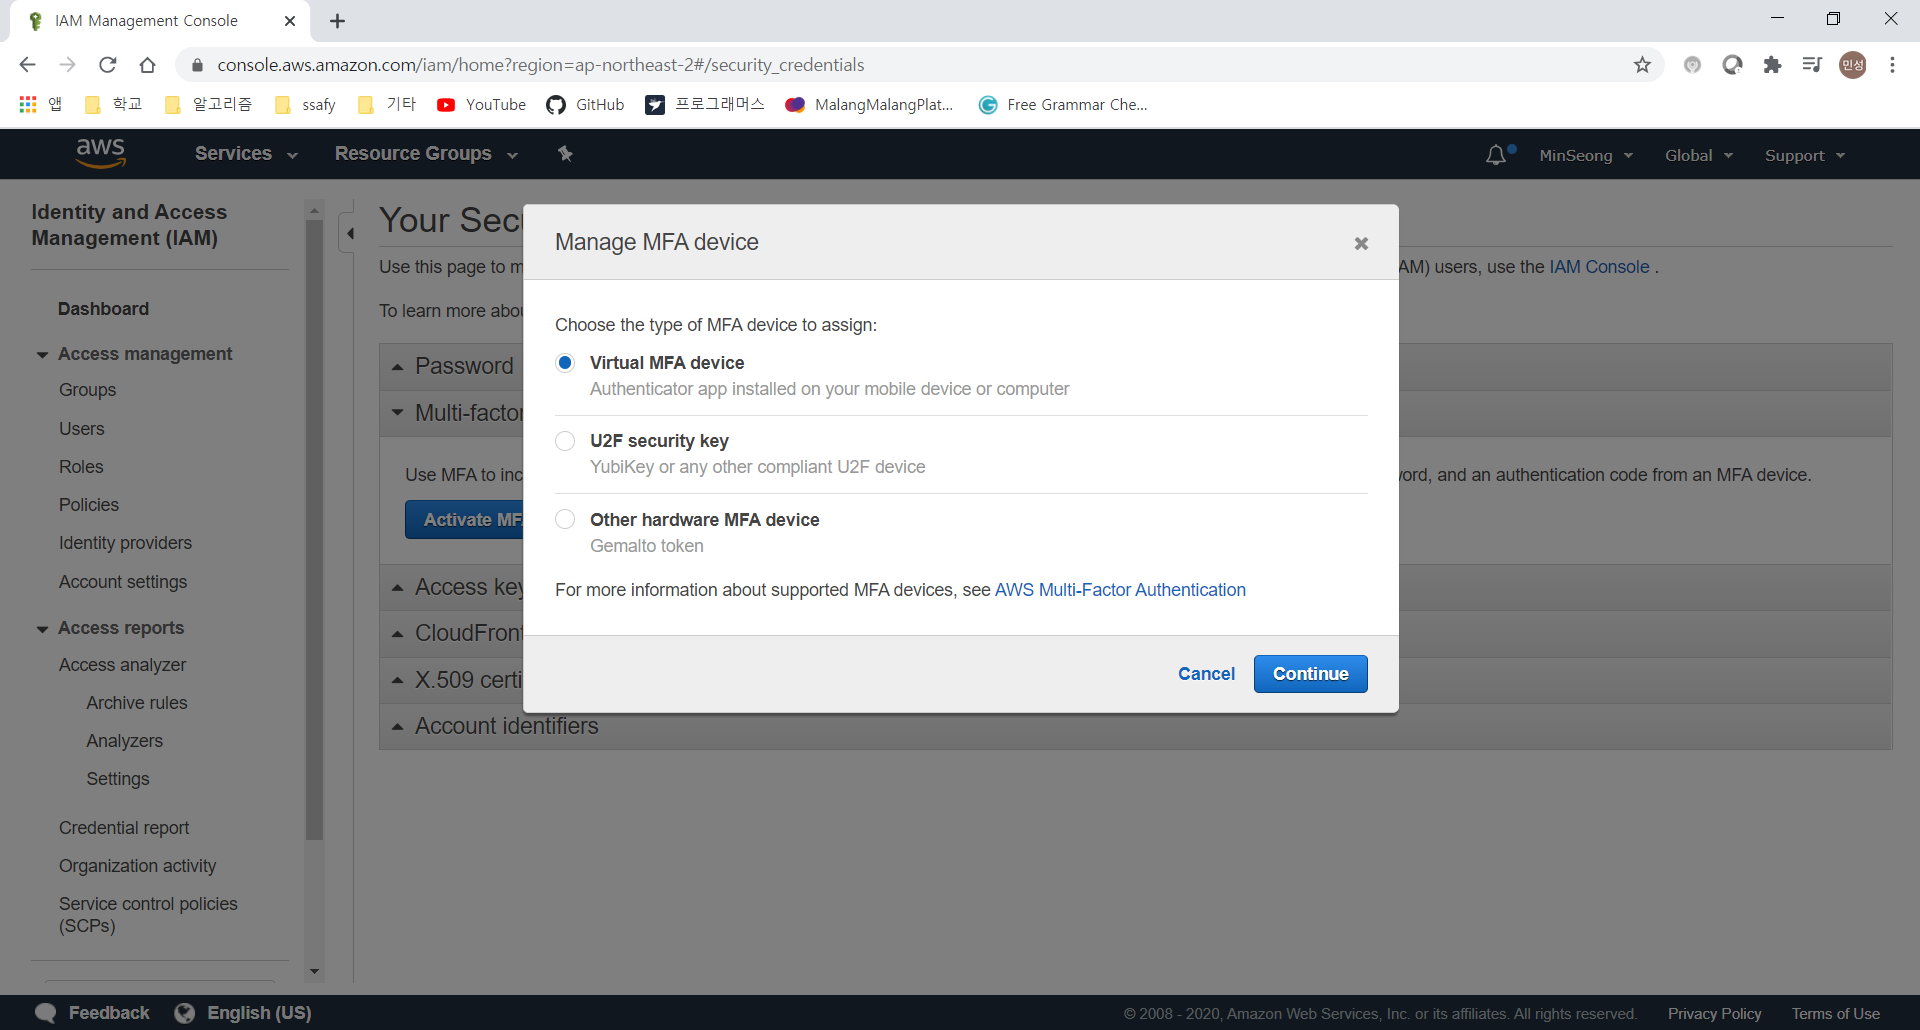 IAM Management Console
console.aws.amazon.com/iam/home?region=ap-northeast-2#/security_credentials
민성
앱 학교 알고리즘 ssafy 기타 YouTube GitHub 프로그래머스 MalangMalangPlat... Free Grammar Che...
aws Services Resource Groups MinSeong Global Support
Identity and Access
Management (IAM)
Dashboard
Access management
Groups
Users
Roles
Policies
Identity providers
Account settings
Access reports
Access analyzer
Archive rules
Analyzers
Settings
Credential report
Organization activity
Service control policies
(SCPs)
Your Sec
Use this page to m
AM) users, use the IAM Console .
To learn more abou
Password
Multi-factor
Use MFA to inc
word, and an authentication code from an MFA device.
Activate MFA
Access key
CloudFront
X.509 certi
Account identifiers
Manage MFA device
Choose the type of MFA device to assign:
Virtual MFA device
Authenticator app installed on your mobile device or computer
U2F security key
YubiKey or any other compliant U2F device
Other hardware MFA device
Gemalto token
For more information about supported MFA devices, see AWS Multi-Factor Authentication
Cancel Continue
Feedback English (US) © 2008 - 2020, Amazon Web Services, Inc. or its affiliates. All rights reserved. Privacy Policy Terms of Use